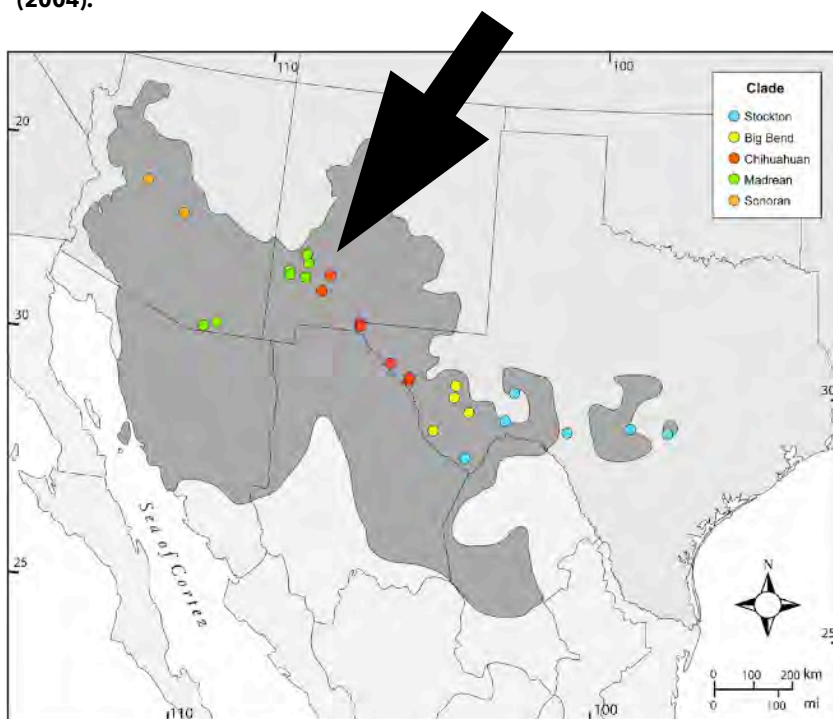 (2004).
110
100
Clade
Stockton
Big Bend
Chihuahuan
Madrean
Sonoran
20
30
30
Sea of Cortez
25
N
25
0 100 200 km
0 100 mi
110
100